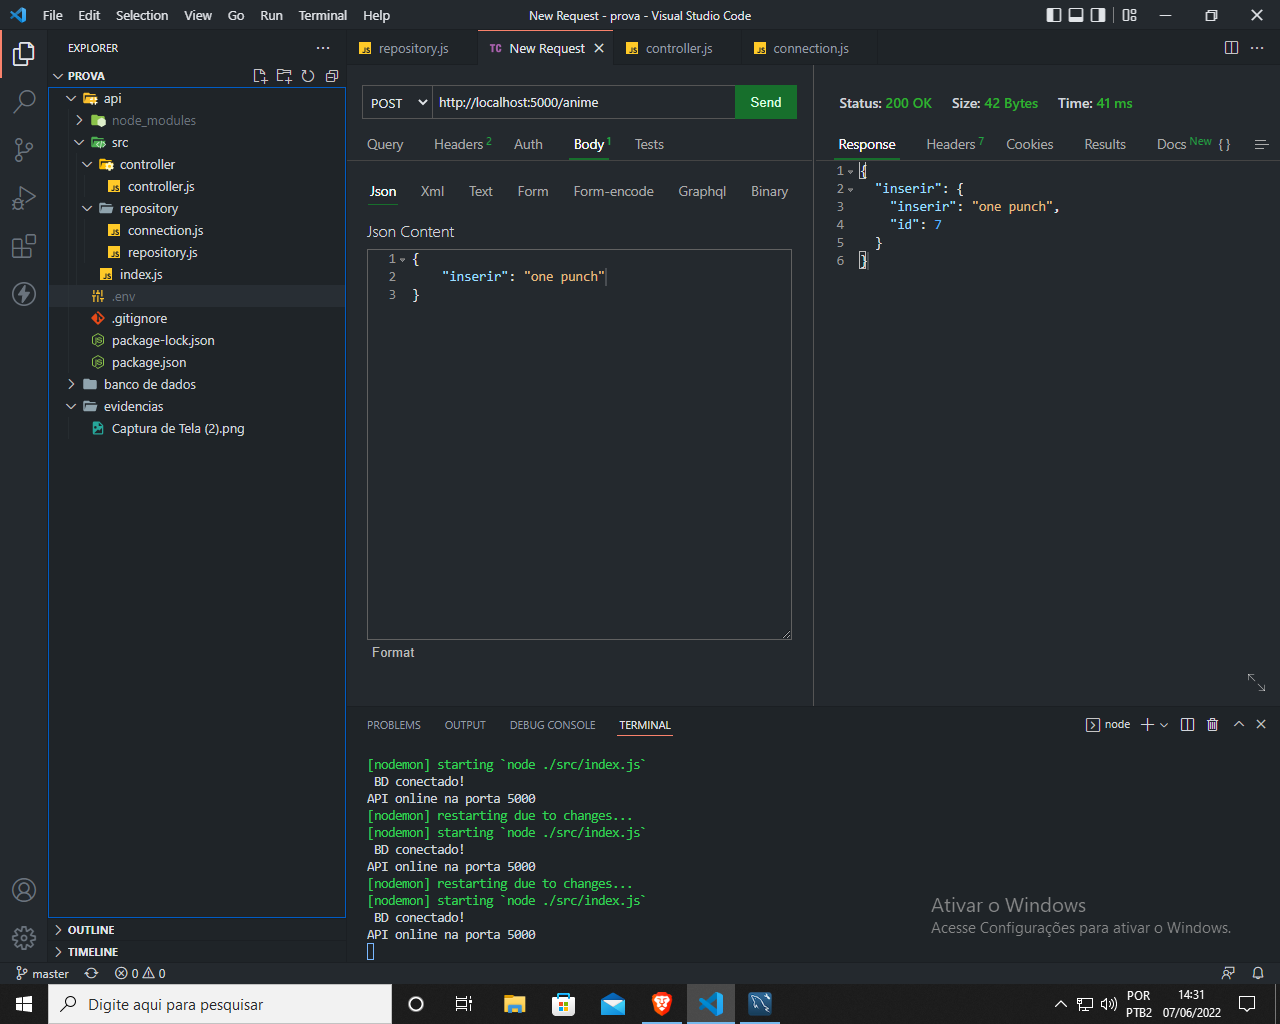 File Edit Selection View Go Run Terminal Help
New Request - prova - Visual Studio Code
EXPLORER
PROVA
api
node_modules
src
controller
controller.js
repository
connection.js
repository.js
index.js
.env
.gitignore
package-lock.json
package.json
banco de dados
evidencias
Captura de Tela (2).png
OUTLINE
TIMELINE
JS repository.js
TC New Request
JS controller.js
JS connection.js
POST http://localhost:5000/anime Send
Query Headers 2 Auth Body 1 Tests
Json Xml Text Form Form-encode Graphql Binary
Json Content
1 {
2 "inserir": "one punch"
3 }
Format
Status: 200 OK Size: 42 Bytes Time: 41 ms
Response Headers 7 Cookies Results Docs New { }
1 {
2 "inserir": {
3 "inserir": "one punch",
4 "id": 7
5 }
6 }
PROBLEMS OUTPUT DEBUG CONSOLE TERMINAL
node
[nodemon] starting `node ./src/index.js`
BD conectado!
API online na porta 5000
[nodemon] restarting due to changes...
[nodemon] starting `node ./src/index.js`
BD conectado!
API online na porta 5000
[nodemon] restarting due to changes...
[nodemon] starting `node ./src/index.js`
BD conectado!
API online na porta 5000
Ativar o Windows
Acesse Configurações para ativar o Windows.
master 0 0
Digite aqui para pesquisar
POR
PTB2
14:31
07/06/2022